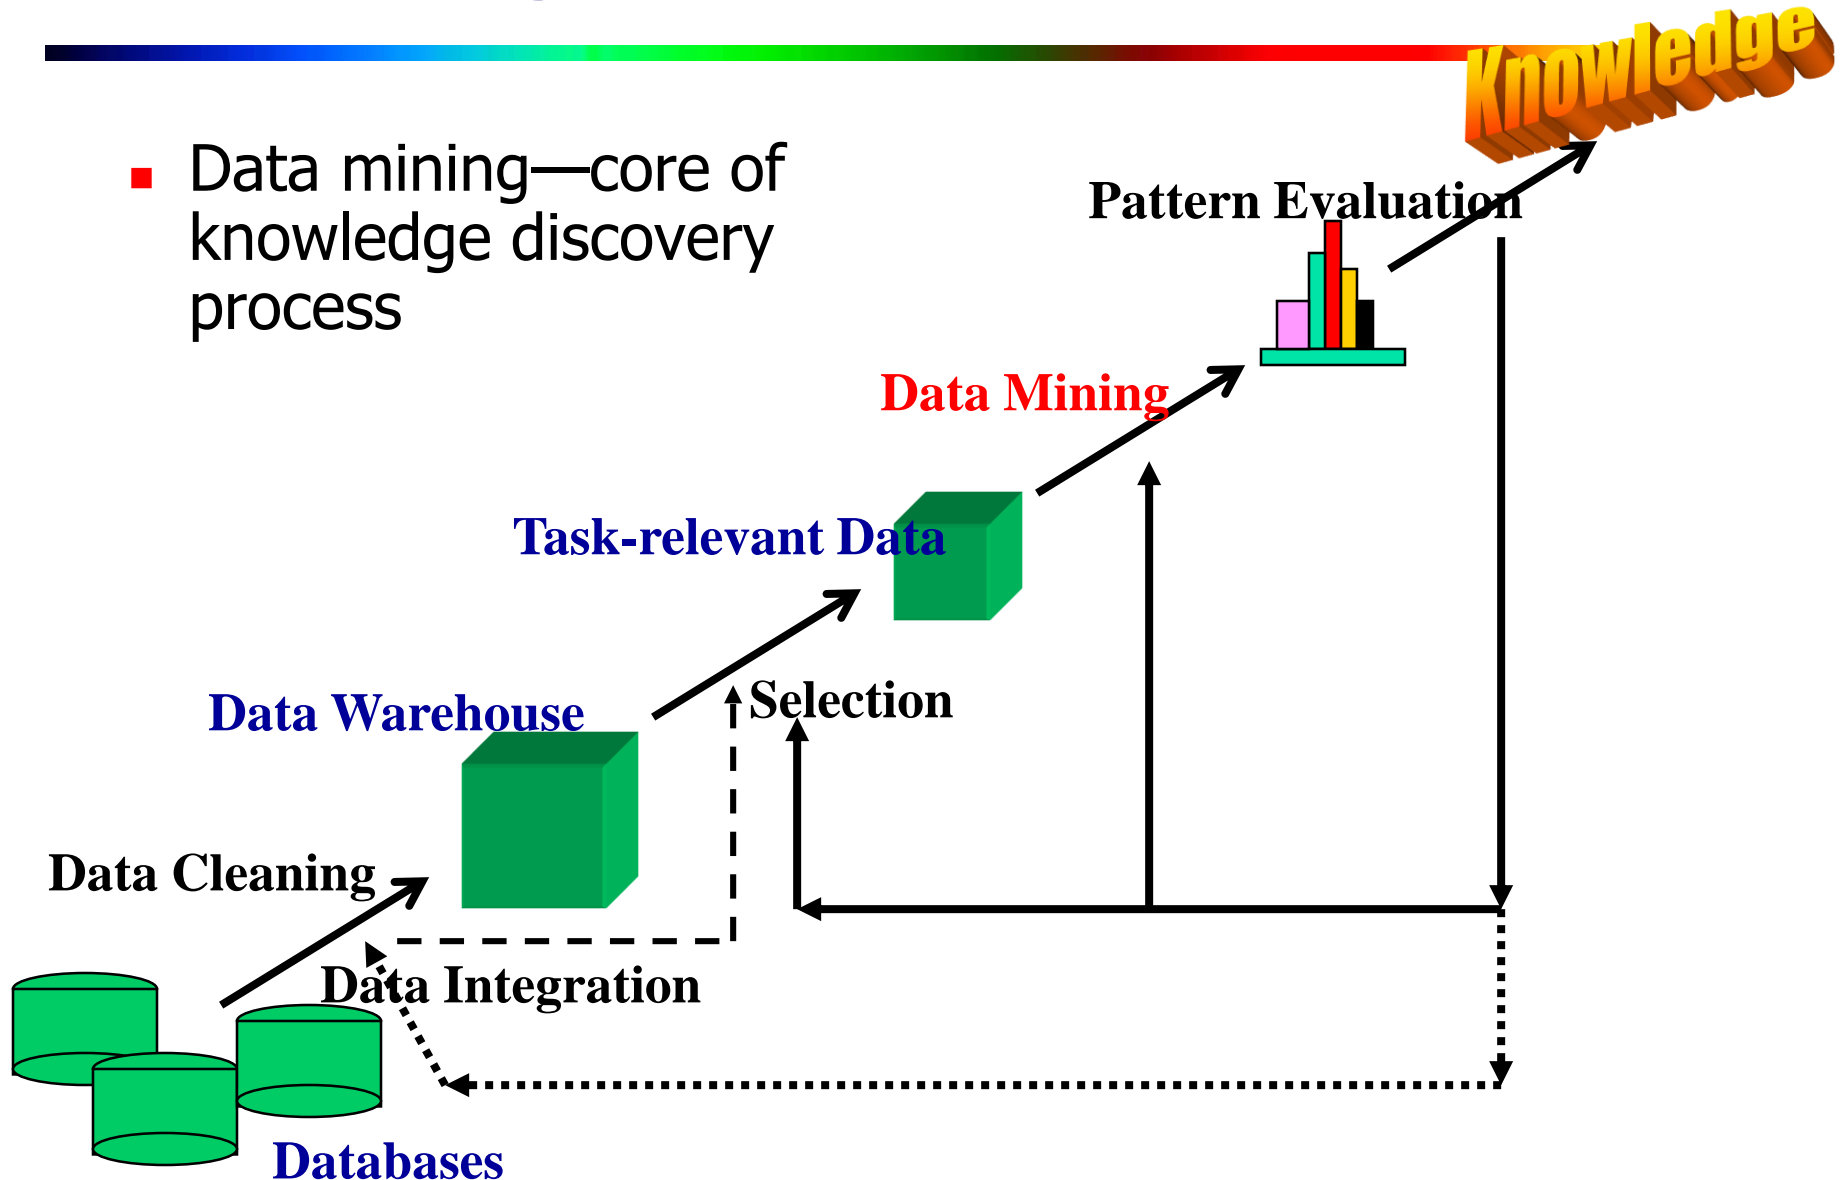 Knowledge
Data mining—core of
knowledge discovery
process
Pattern Evaluation
Data Mining
Task-relevant Data
Selection
Data Warehouse
Data Cleaning
Data Integration
Databases